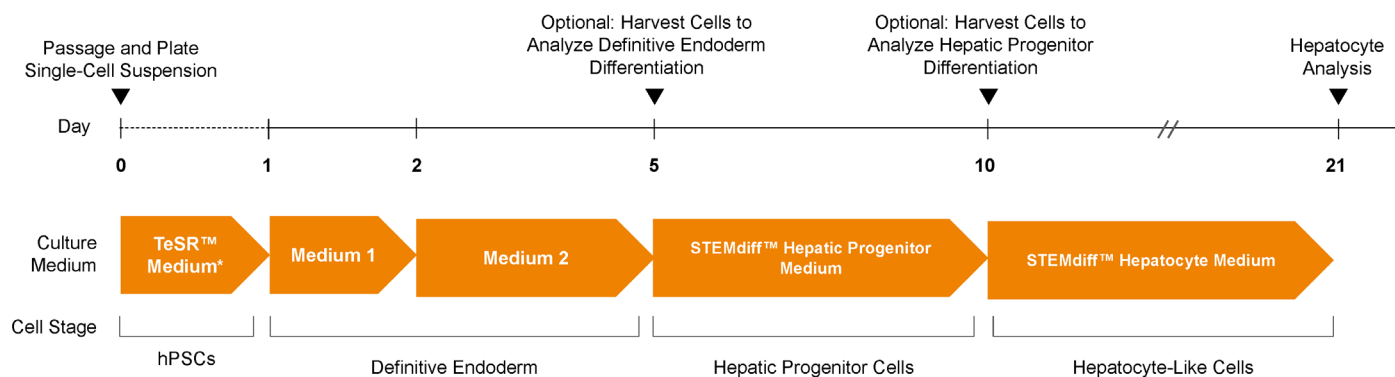 Passage and Plate
Single-Cell Suspension
Optional: Harvest Cells to
Analyze Definitive Endoderm
Differentiation
Optional: Harvest Cells to
Analyze Hepatic Progenitor
Differentiation
Hepatocyte
Analysis
Day
0
1
2
5
10
21
Culture
Medium
TeSR™
Medium*
Medium 1
Medium 2
STEMdiff™ Hepatic Progenitor
Medium
STEMdiff™ Hepatocyte Medium
Cell Stage
hPSCs
Definitive Endoderm
Hepatic Progenitor Cells
Hepatocyte-Like Cells